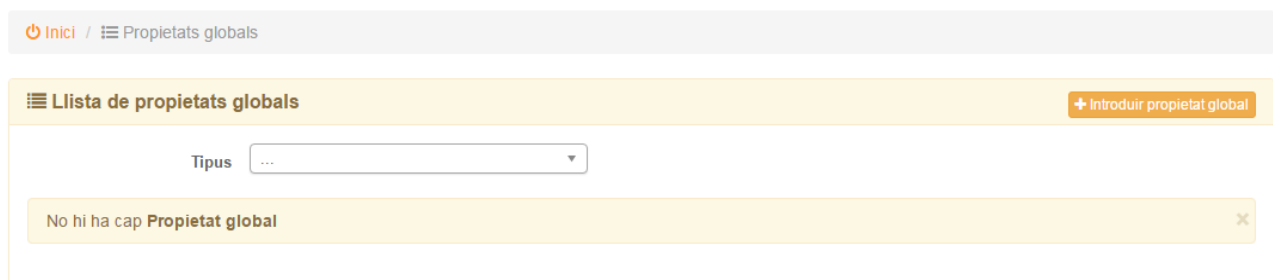 Inici / Propietats globals
Llista de propietats globals
Introduir propietat global
Tipus ...
No hi ha cap Propietat global
×